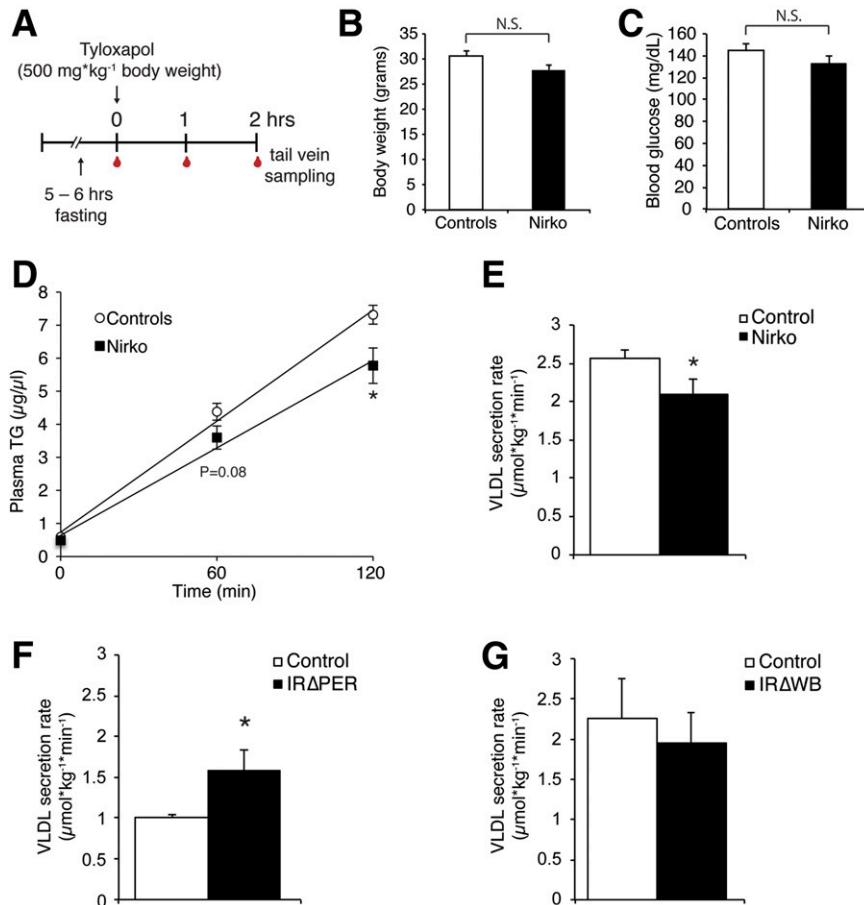 A
Tyloxapol
(500 mg*kg⁻¹ body weight)
0 1 2 hrs
tail vein
sampling
5 – 6 hrs
fasting
B
N.S.
Body weight (grams)
35
30
25
20
15
10
5
0
Controls Nirko
C
N.S.
Blood glucose (mg/dL)
160
140
120
100
80
60
40
20
0
Controls Nirko
D
Controls
Nirko
Plasma TG (µg/µl)
8
7
6
5
4
3
2
1
0
*
P=0.08
0 60 120
Time (min)
E
Control
Nirko
VLDL secretion rate
(µmol*kg⁻¹*min⁻¹)
3
2.5
2
1.5
1
0.5
0
*
F
Control
IRΔPER
VLDL secretion rate
(µmol*kg⁻¹*min⁻¹)
3
2.5
2
1.5
1
0.5
0
*
G
Control
IRΔWB
VLDL secretion rate
(µmol*kg⁻¹*min⁻¹)
3
2.5
2
1.5
1
0.5
0